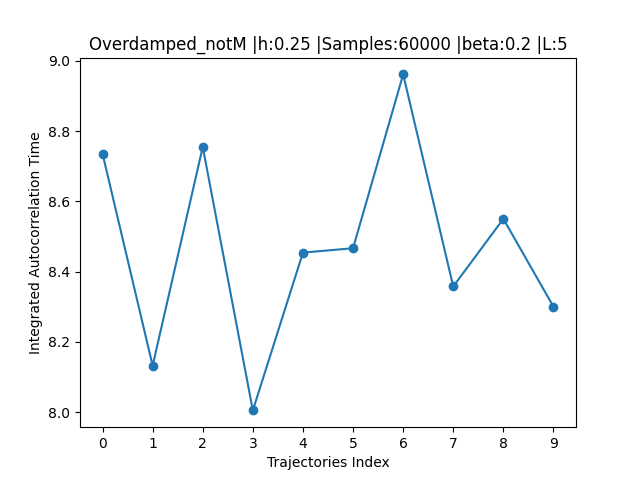 Overdamped_notM |h:0.25 |Samples:60000 |beta:0.2 |L:5
Integrated Autocorrelation Time
9.0
8.8
8.6
8.4
8.2
8.0
0 1 2 3 4 5 6 7 8 9
Trajectories Index